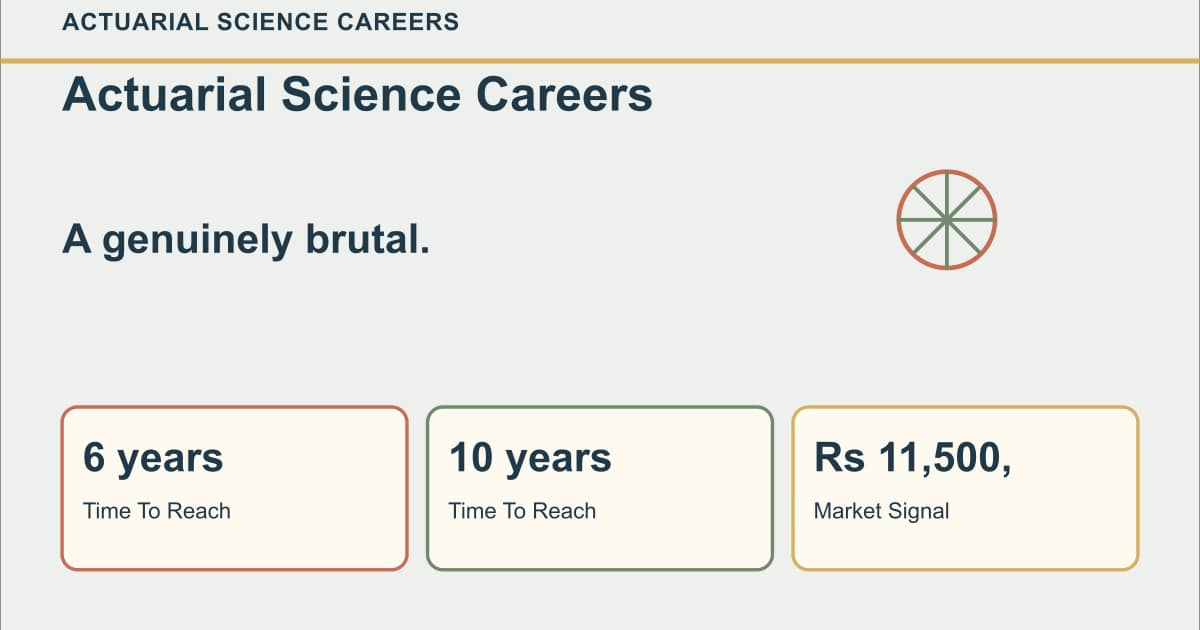 ACTUARIAL SCIENCE CAREERS
Actuarial Science Careers
A genuinely brutal.
6 years
Time To Reach
10 years
Time To Reach
Rs 11,500,
Market Signal